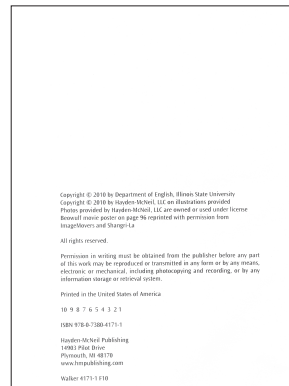 Copyright © 2010 by Department of English, Illinois State University
Copyright © 2010 by Hayden-McNeil, LLC on illustrations provided
Photos provided by Hayden-McNeil, LLC are owned or used under license
Beowulf movie poster on page 96 reprinted with permission from
ImageMovers and Shangri-La
All rights reserved.
Permission in writing must be obtained from the publisher before any part
of this work may be reproduced or transmitted in any form or by any means,
electronic or mechanical, including photocopying and recording, or by any
information storage or retrieval system.
Printed in the United States of America
10 9 8 7 6 5 4 3 2 1
ISBN 978-0-7380-4171-1
Hayden-McNeil Publishing
14903 Pilot Drive
Plymouth, MI 48170
www.hmpublishing.com
Walker 4171-1 F10